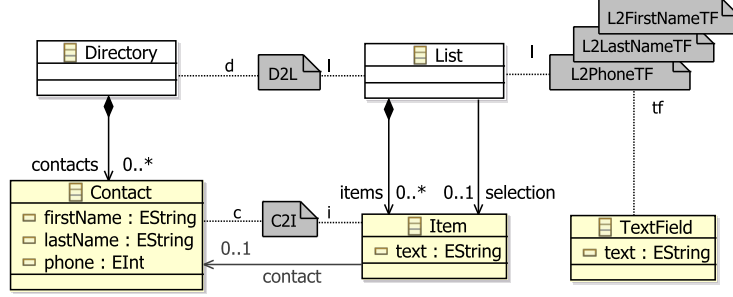 L2FirstNameTF
L2LastNameTF
L2PhoneTF
Directory
d
D2L
l
List
l
tf
contacts
0..*
items
0..*
0..1
selection
Contact
firstName : EString
lastName : EString
phone : EInt
c
C2I
i
Item
text : EString
TextField
text : EString
0..1
contact